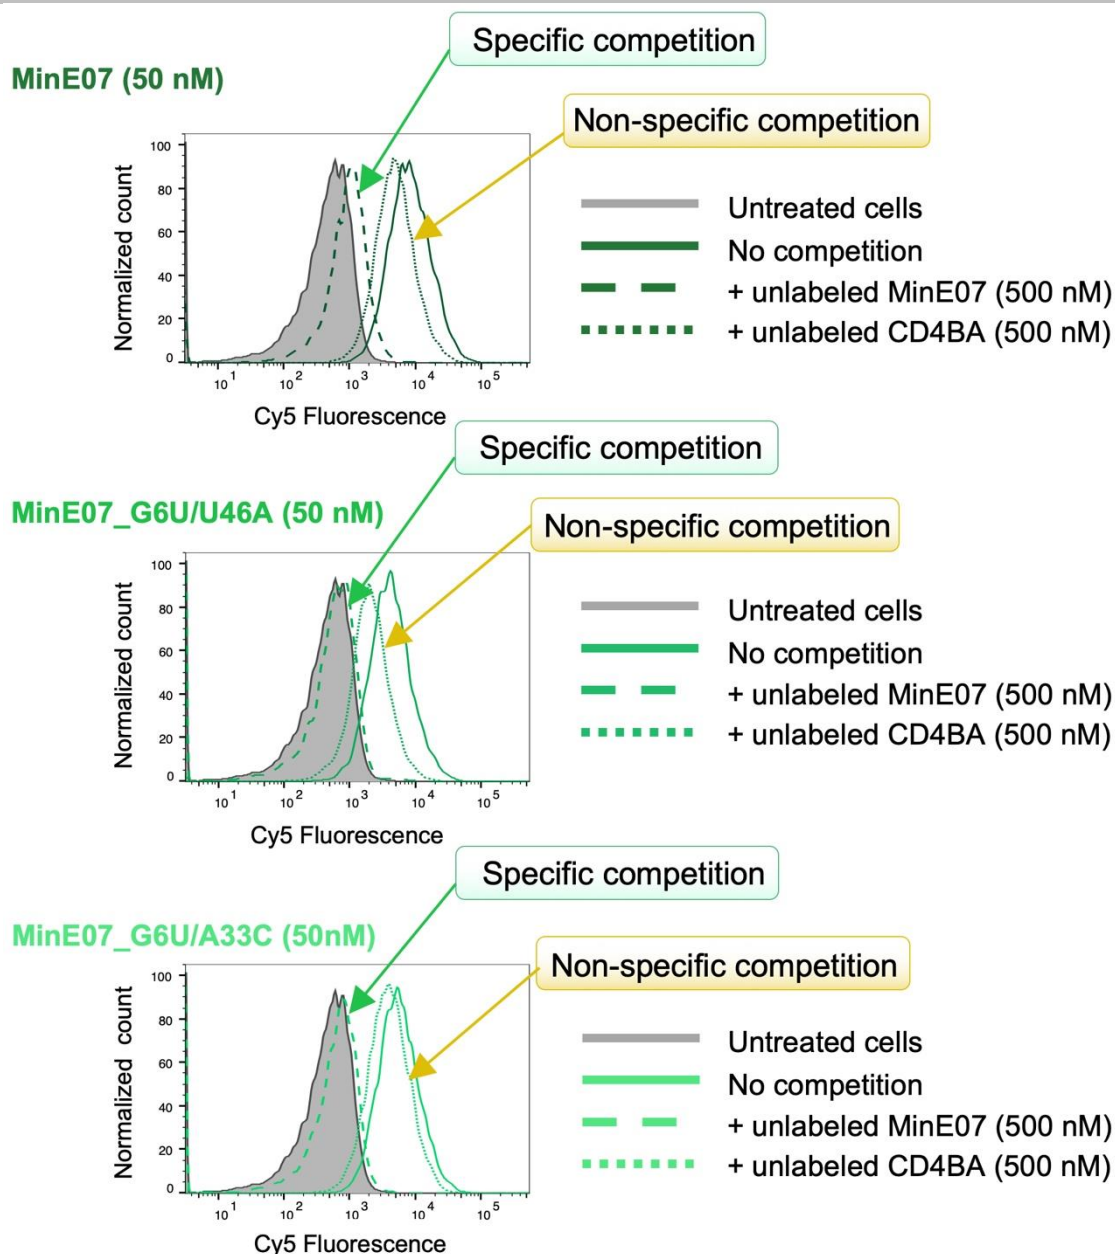 Specific competition
MinE07 (50 nM)
Non-specific competition
100
80
60
40
20
0
Normalized count
10^1 10^2 10^3 10^4 10^5
Cy5 Fluorescence
Untreated cells
No competition
+ unlabeled MinE07 (500 nM)
+ unlabeled CD4BA (500 nM)
Specific competition
MinE07_G6U/U46A (50 nM)
Non-specific competition
100
80
60
40
20
0
Normalized count
10^1 10^2 10^3 10^4 10^5
Cy5 Fluorescence
Untreated cells
No competition
+ unlabeled MinE07 (500 nM)
+ unlabeled CD4BA (500 nM)
Specific competition
MinE07_G6U/A33C (50nM)
Non-specific competition
100
80
60
40
20
0
Normalized count
10^1 10^2 10^3 10^4 10^5
Cy5 Fluorescence
Untreated cells
No competition
+ unlabeled MinE07 (500 nM)
+ unlabeled CD4BA (500 nM)